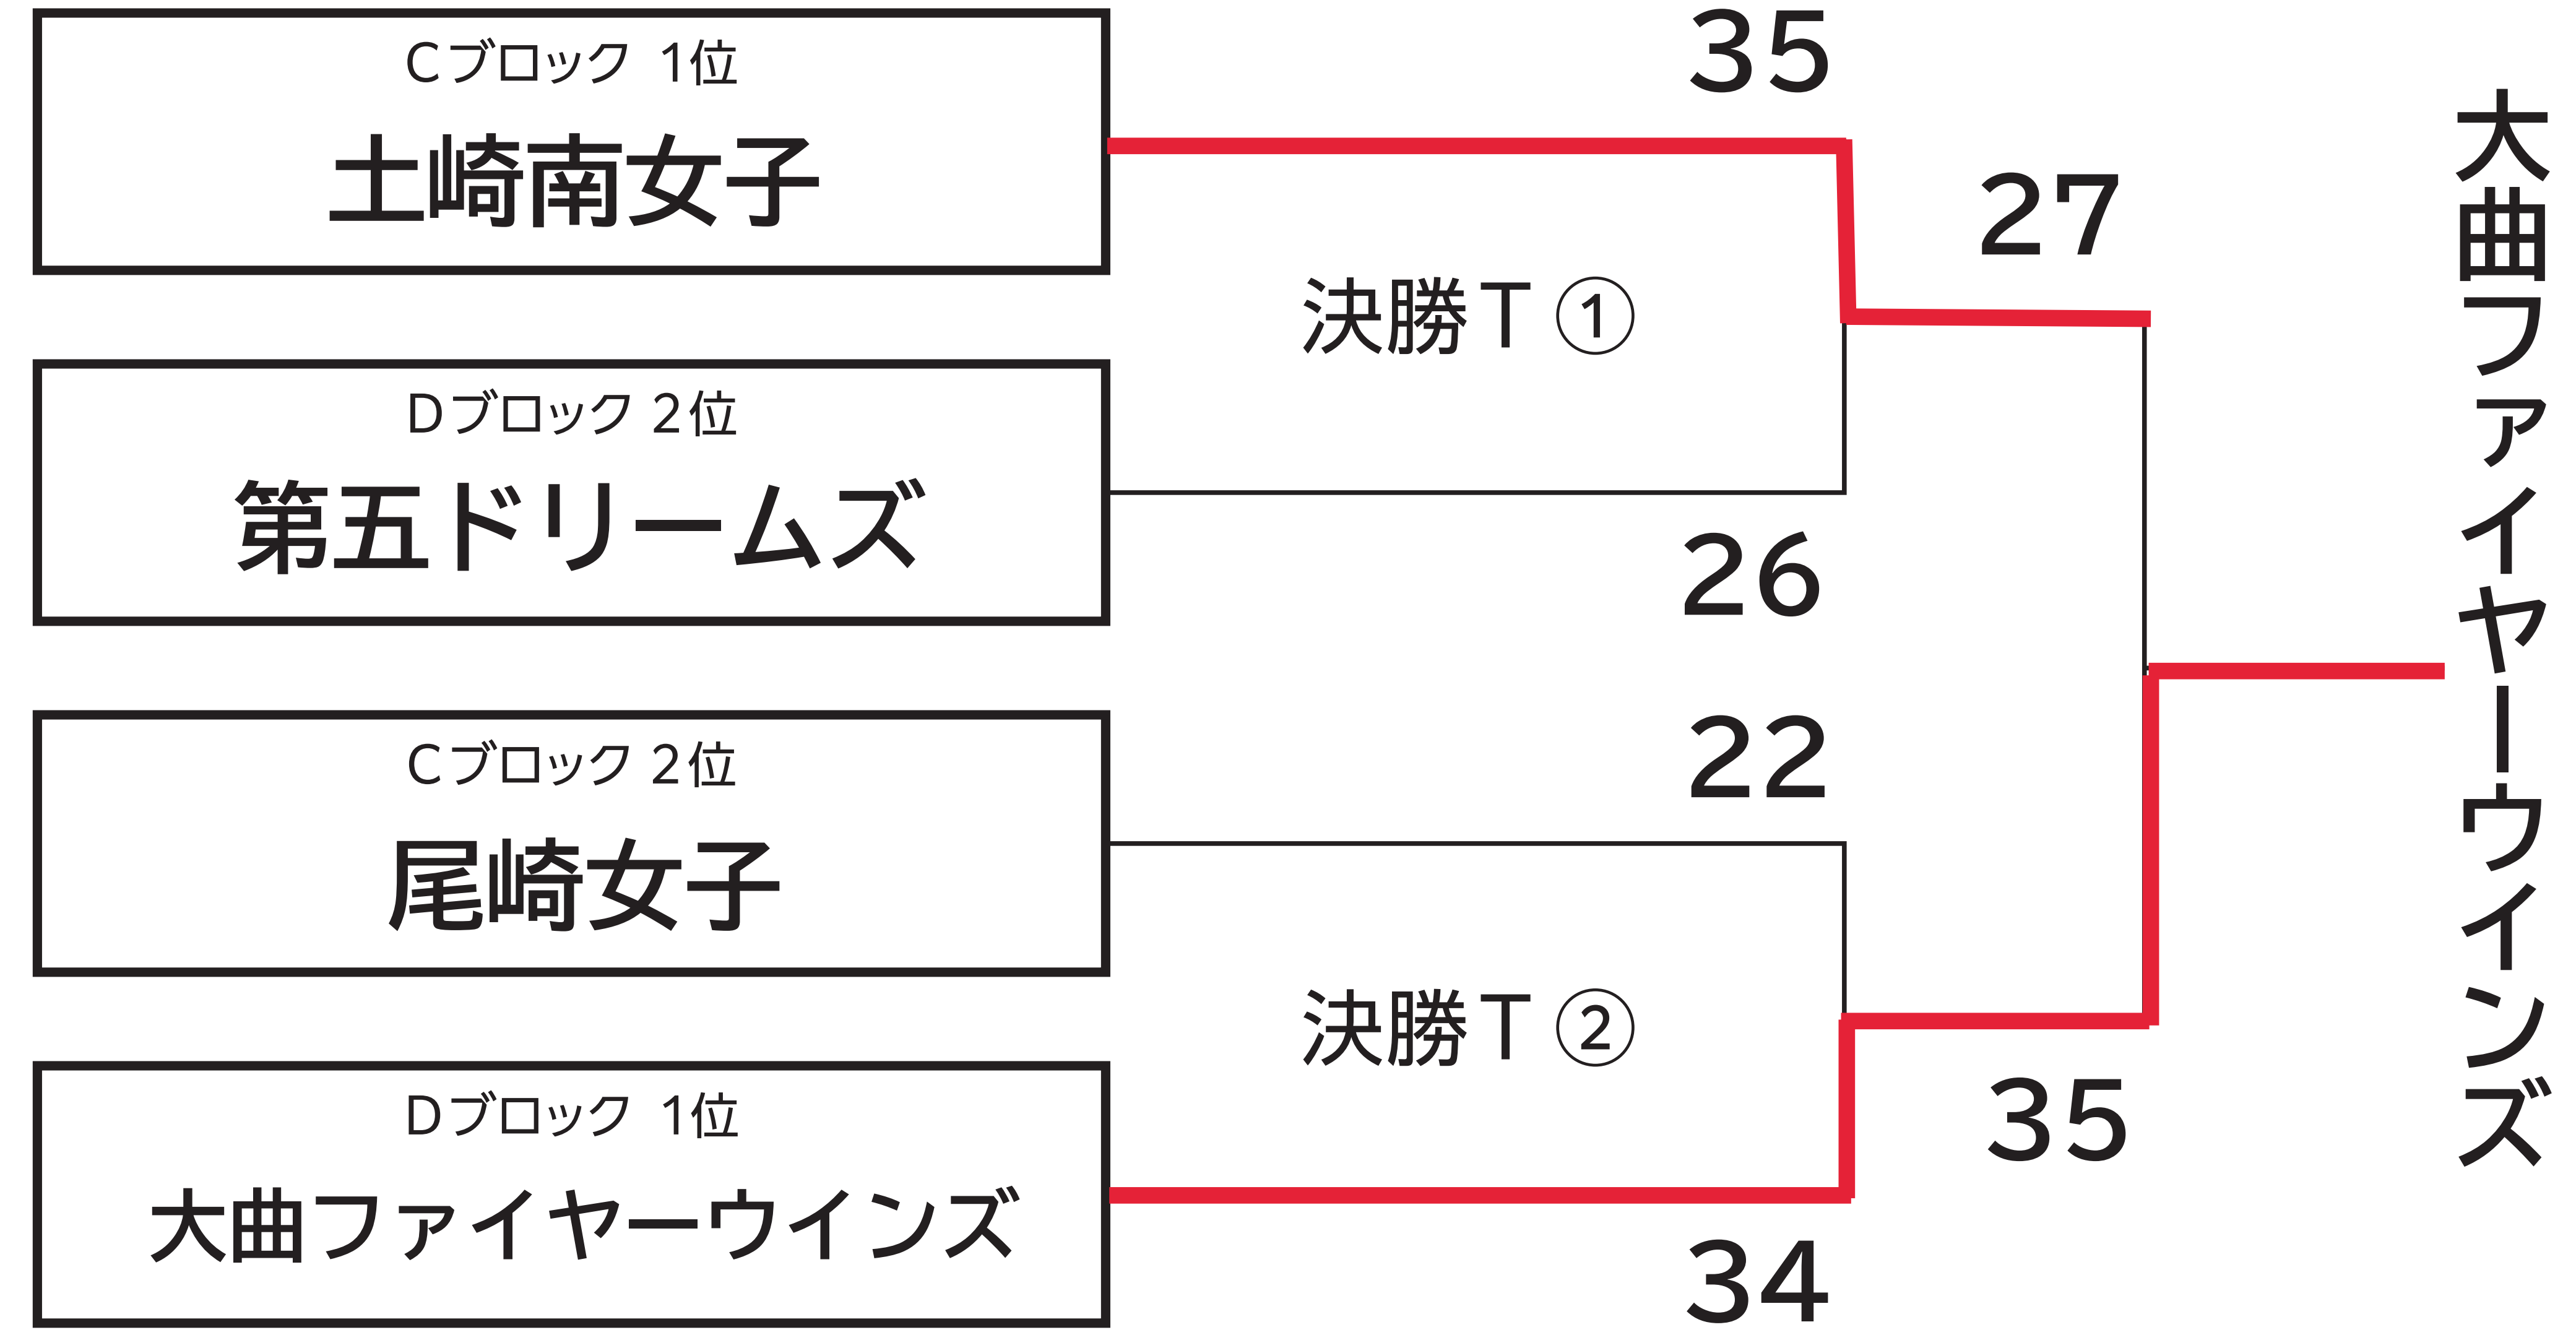 Cブロック 1位
土崎南女子
Dブロック 2位
第五ドリームズ
Cブロック 2位
尾崎女子
Dブロック 1位
大曲ファイヤーウインズ
35
決勝T ①
26
22
決勝T ②
34
27
35
大曲ファイヤーウインズ